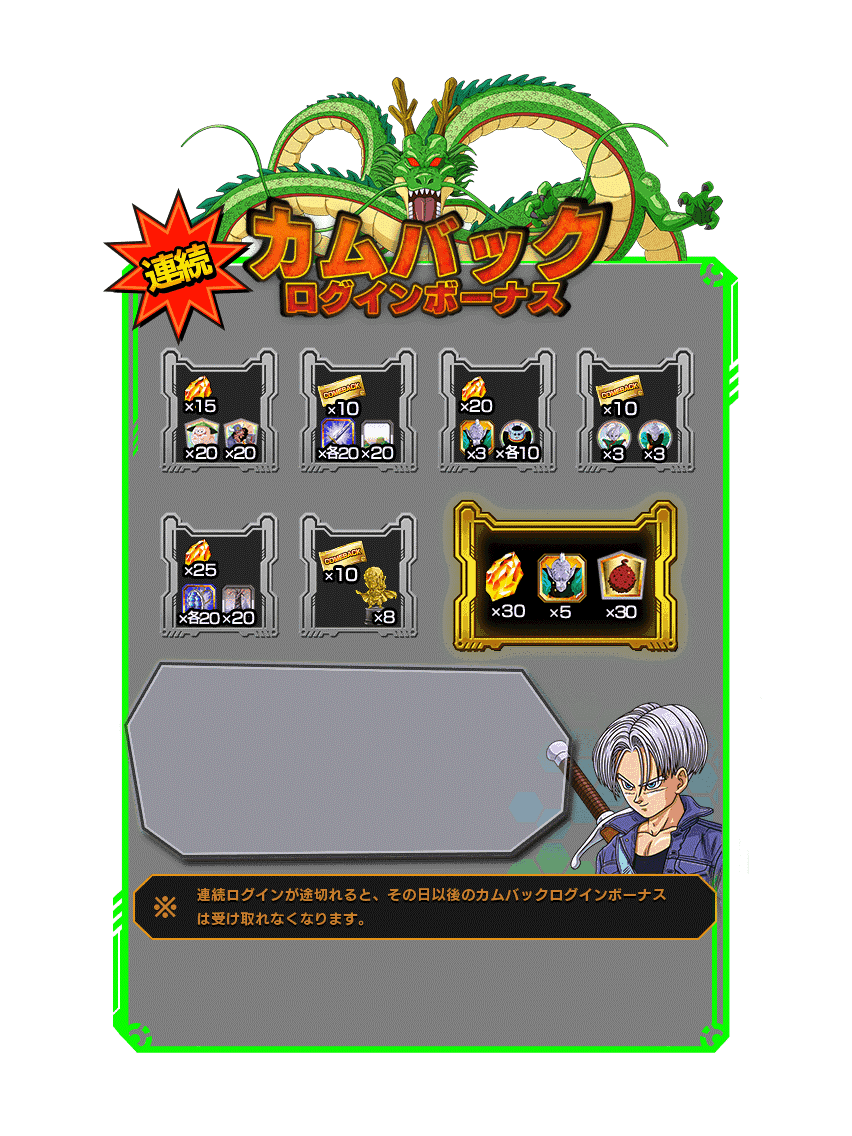 連続
カムバック
ログインボーナス
×15
×20 ×20
COMEBACK
×10
×各20 ×20
×20
×3 ×各10
COMEBACK
×10
×3 ×3
×25
×各20 ×20
COMEBACK
×10
×8
×30 ×5 ×30
※ 連続ログインが途切れると、その日以後のカムバックログインボーナス
は受け取れなくなります。